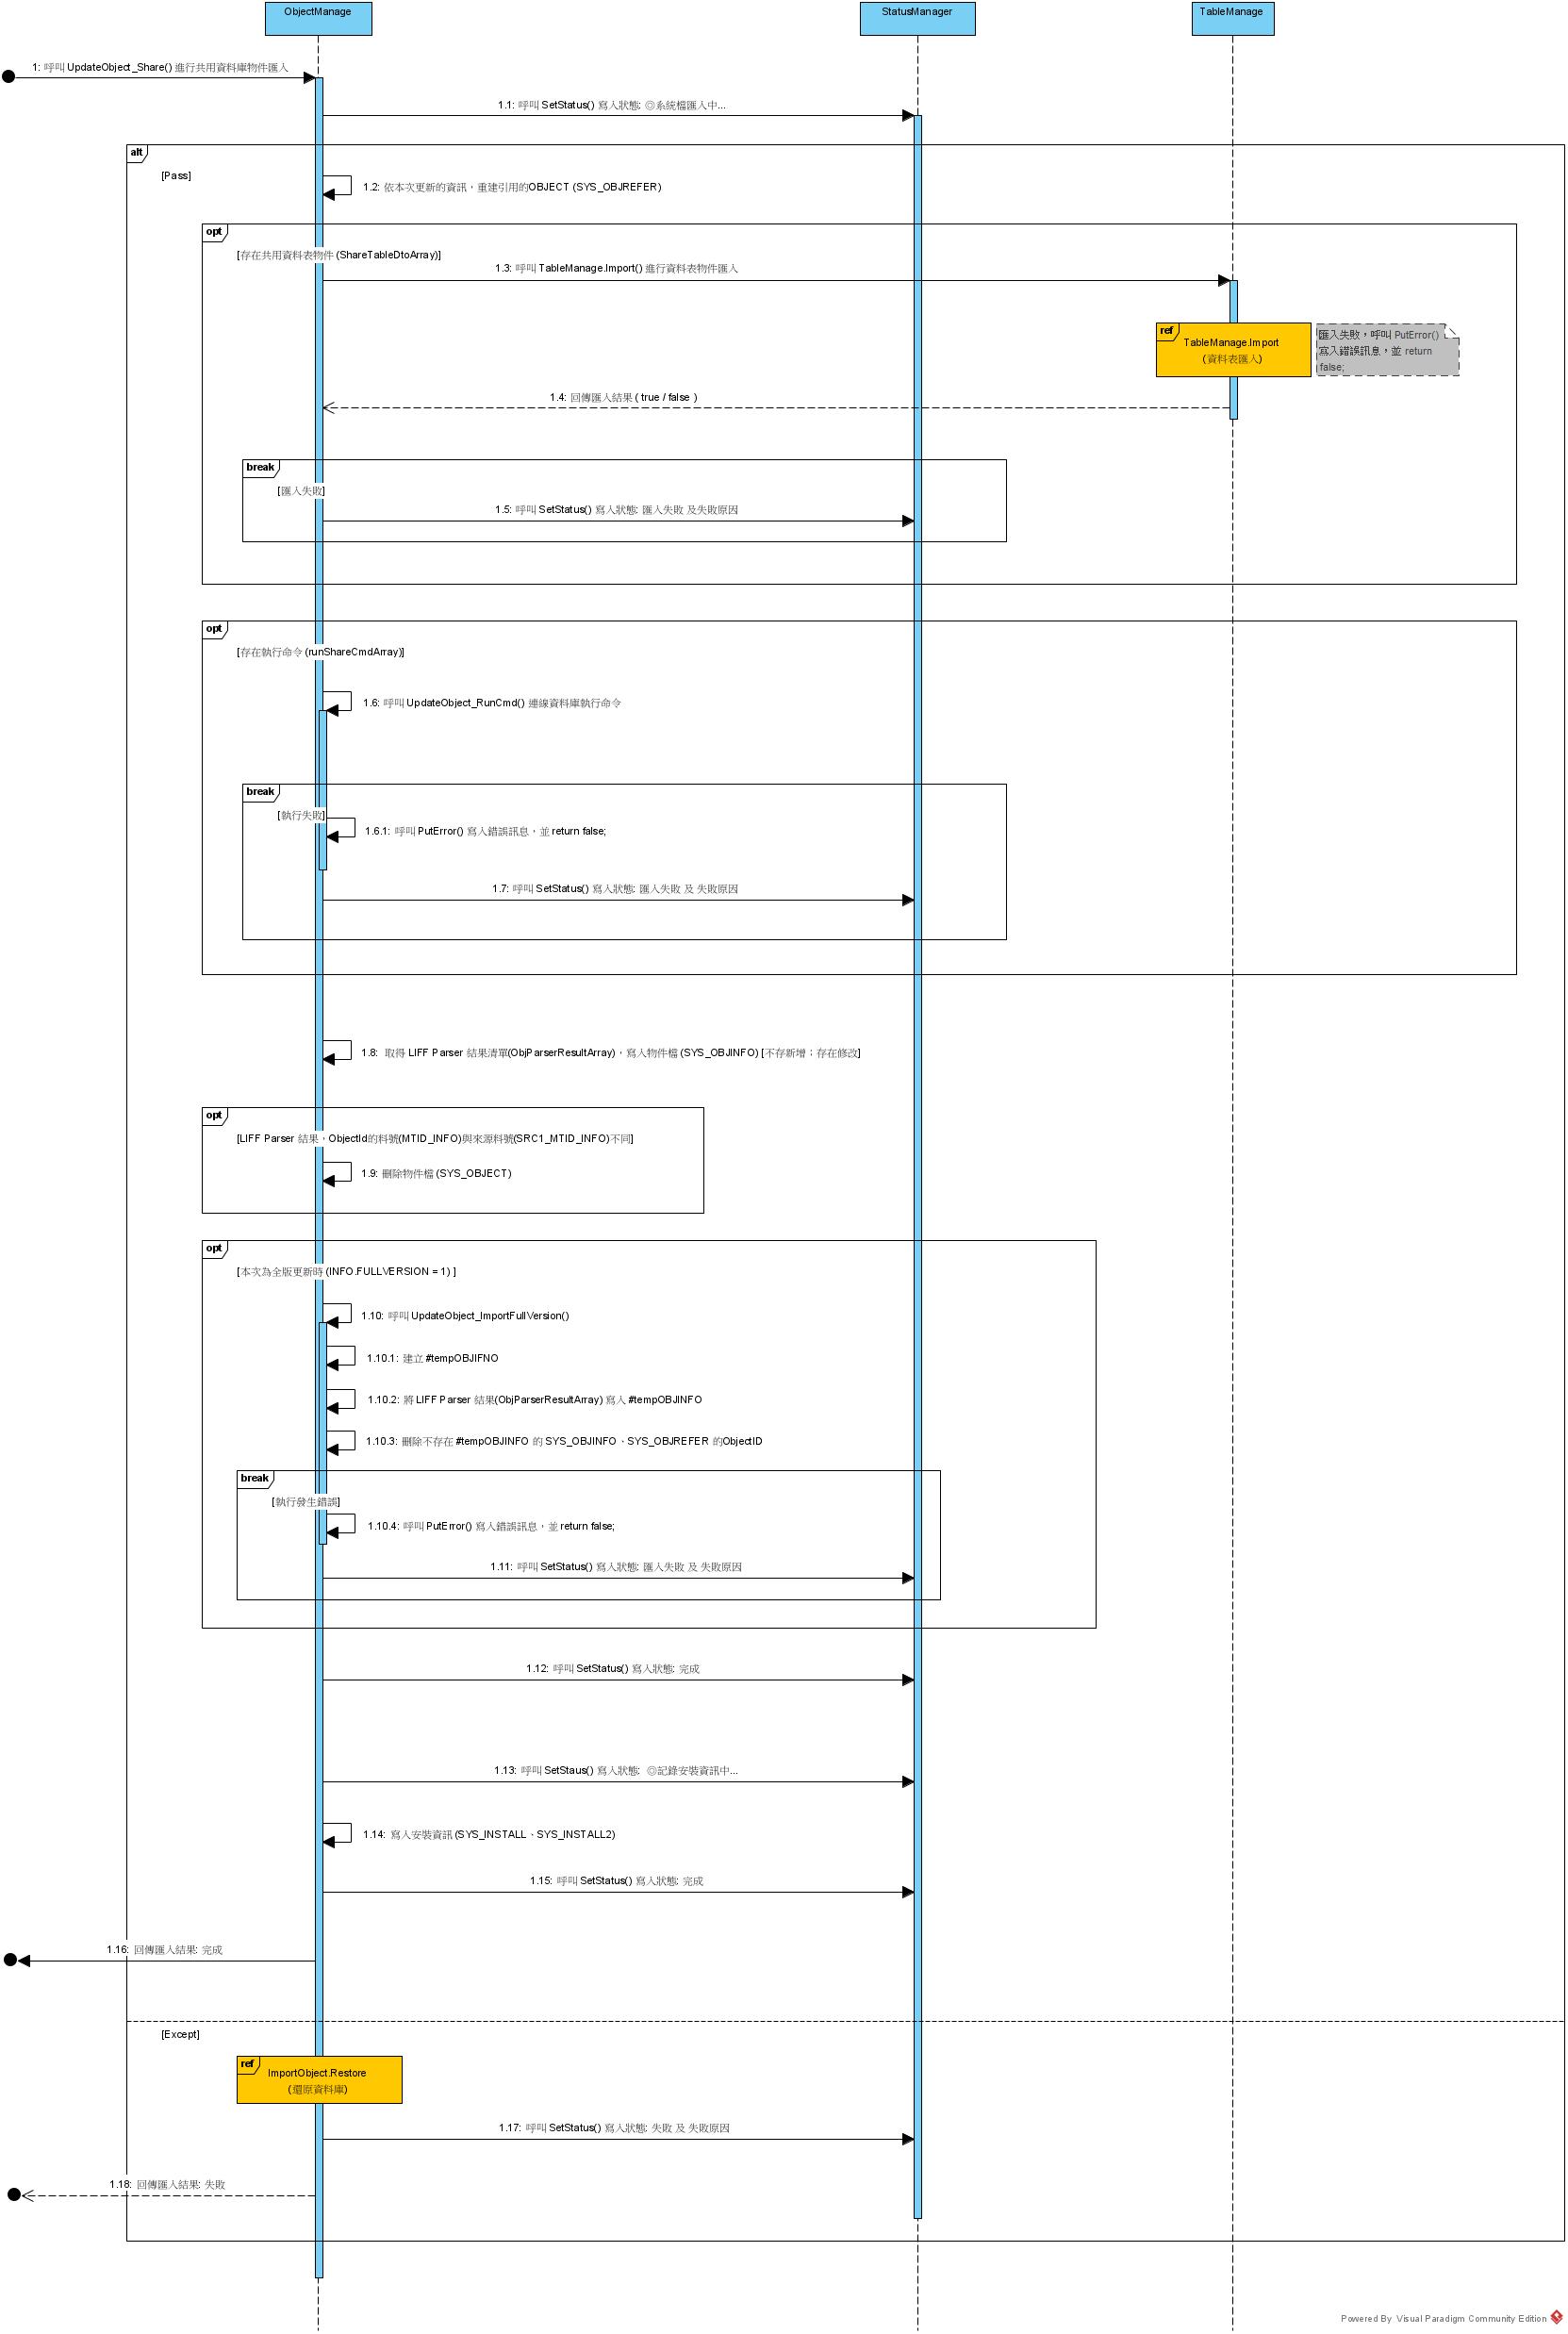 ObjectManage
StatusManager
TableManage
1: 呼叫 UpdateObject_Share() 進行共用資料庫物件匯入
1.1: 呼叫 SetStatus() 寫入狀態: ◎系統檔匯入中...
alt
[Pass]
1.2: 依本次更新的資訊，重建引用的OBJECT (SYS_OBJREFER)
opt
[存在共用資料表物件 (ShareTableDtoArray)]
1.3: 呼叫 TableManage.Import() 進行資料表物件匯入
ref
TableManage.Import
(資料表匯入)
匯入失敗，呼叫 PutError()
寫入錯誤訊息，並 return
false;
1.4: 回傳匯入結果 ( true / false )
break
[匯入失敗]
1.5: 呼叫 SetStatus() 寫入狀態: 匯入失敗 及失敗原因
opt
[存在執行命令 (runShareCmdArray)]
1.6: 呼叫 UpdateObject_RunCmd() 連線資料庫執行命令
break
[執行失敗]
1.6.1: 呼叫 PutError() 寫入錯誤訊息，並 return false;
1.7: 呼叫 SetStatus() 寫入狀態: 匯入失敗 及 失敗原因
1.8: 取得 LIFF Parser 結果清單(ObjParserResultArray)，寫入物件檔 (SYS_OBJINFO) [不存新增；存在修改]
opt
[LIFF Parser 結果，ObjectId的料號(MTID_INFO)與來源料號(SRC1_MTID_INFO)不同]
1.9: 刪除物件檔 (SYS_OBJECT)
opt
[本次為全版更新時 (INFO.FULLVERSION = 1) ]
1.10: 呼叫 UpdateObject_ImportFullVersion()
1.10.1: 建立 #tempOBJIFNO
1.10.2: 將 LIFF Parser 結果(ObjParserResultArray) 寫入 #tempOBJINFO
1.10.3: 刪除不存在 #tempOBJINFO 的 SYS_OBJINFO、SYS_OBJREFER 的ObjectID
break
[執行發生錯誤]
1.10.4: 呼叫 PutError() 寫入錯誤訊息，並 return false;
1.11: 呼叫 SetStatus() 寫入狀態: 匯入失敗 及 失敗原因
1.12: 呼叫 SetStatus() 寫入狀態: 完成
1.13: 呼叫 SetStaus() 寫入狀態: ◎記錄安裝資訊中...
1.14: 寫入安裝資訊 (SYS_INSTALL、SYS_INSTALL2)
1.15: 呼叫 SetStatus() 寫入狀態: 完成
1.16: 回傳匯入結果: 完成
[Except]
ref
ImportObject.Restore
(還原資料庫)
1.17: 呼叫 SetStatus() 寫入狀態: 失敗 及 失敗原因
1.18: 回傳匯入結果: 失敗
Powered By Visual Paradigm Community Edition